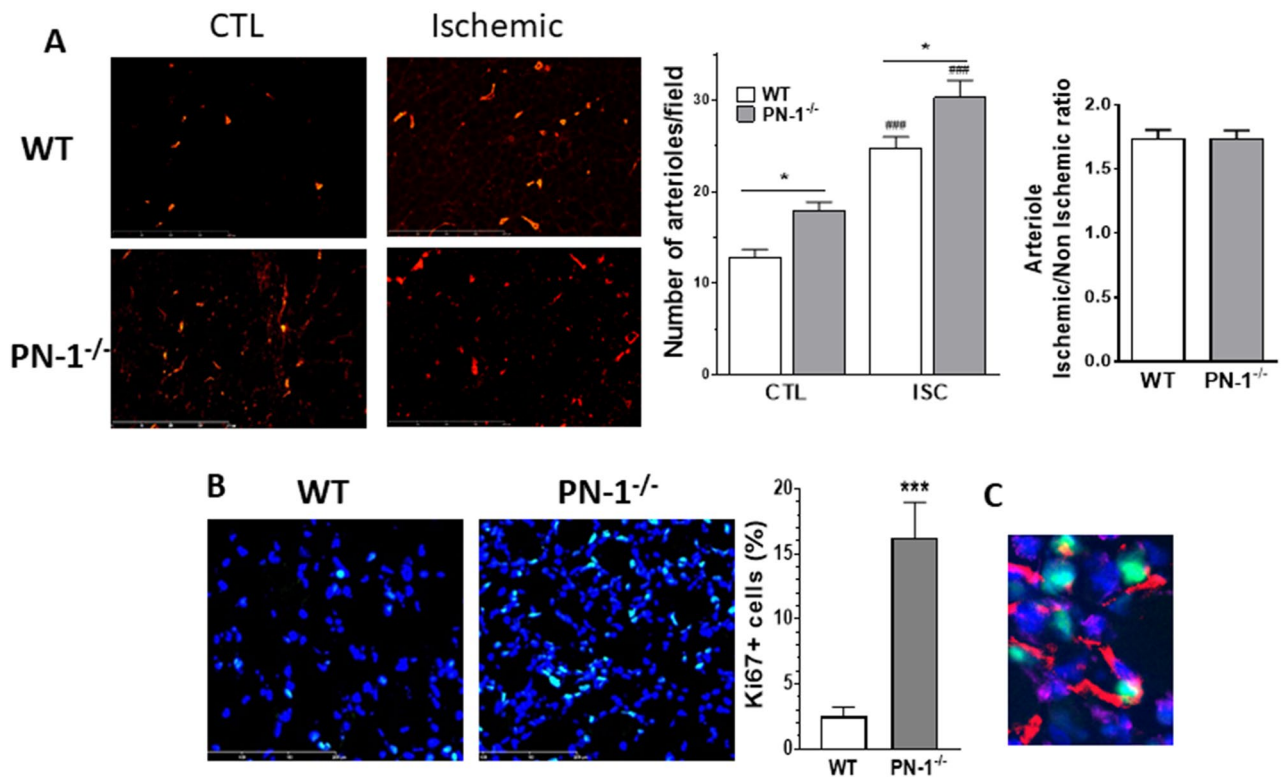 A
CTL
Ischemic
WT
PN-1-/-
Number of arterioles/field
30
20
10
0
WT
PN-1-/-
*
*
###
###
CTL
ISC
Arteriole
Ischemic/Non Ischemic ratio
2.0
1.5
1.0
0.5
0.0
WT
PN-1-/-
B
WT
PN-1-/-
Ki67+ cells (%)
20
15
10
5
0
***
WT
PN-1-/-
C